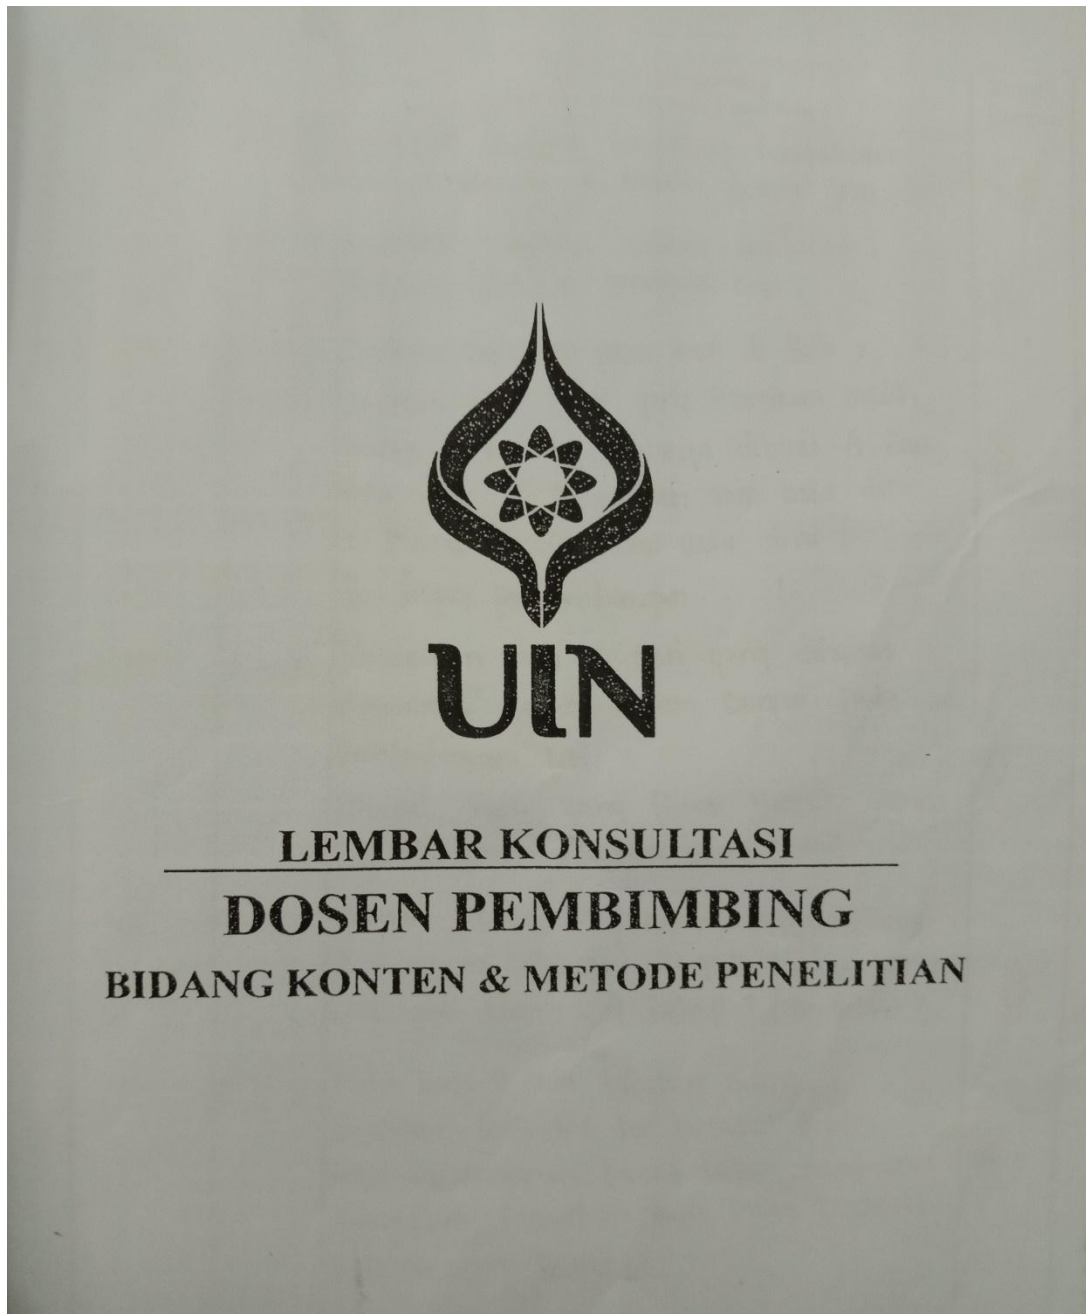 UIN
LEMBAR KONSULTASI
DOSEN PEMBIMBING
BIDANG KONTEN & METODE PENELITIAN